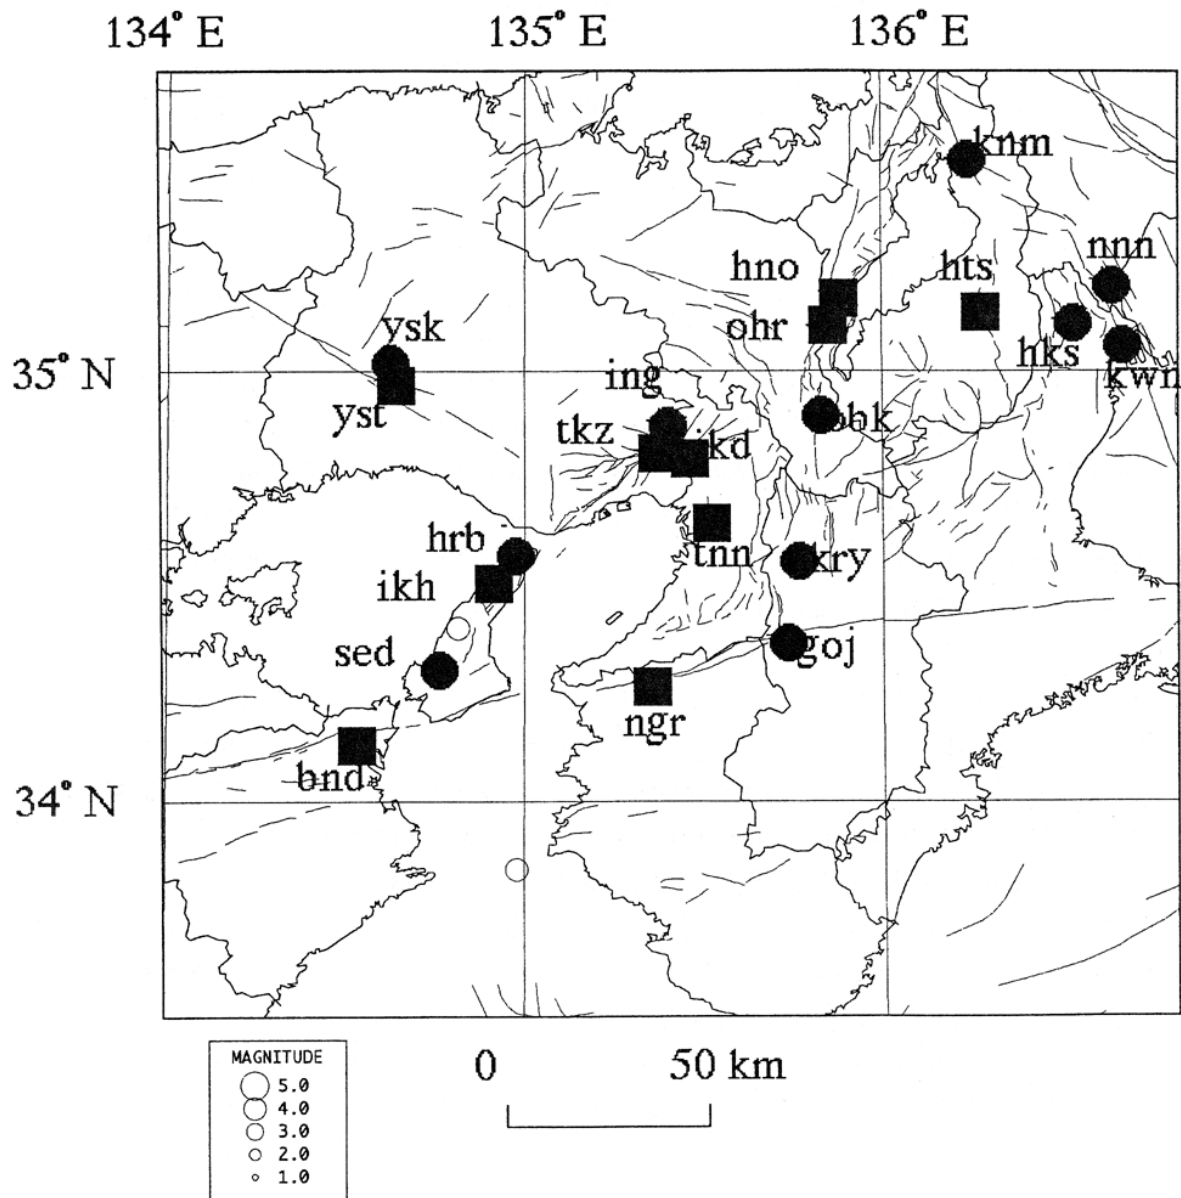 134° E
135° E
136° E
knm
nnn
hno
hts
ohr
ysk
hks
35° N
ing
kwn
yst
obk
tkz
ikd
hrb
tnn
kry
ikh
sed
goj
ngr
bnd
34° N
MAGNITUDE
5.0
4.0
3.0
2.0
1.0
0 50 km